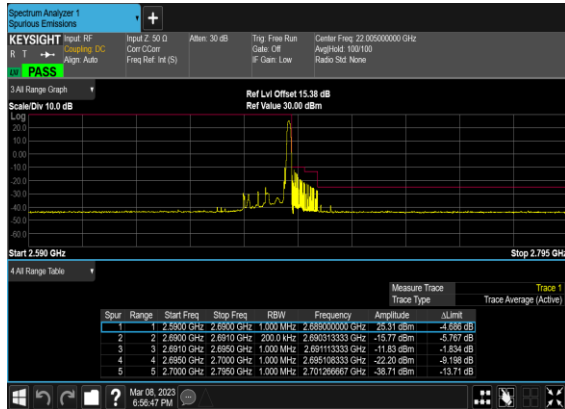 Spectrum Analyzer 1
Spurious Emissions
KEYSIGHT
R T
PASS
Input: RF
Coupling: DC
Align: Auto
Input Z: 50 Ω
Corr CCorr
Freq Ref: Int (S)
Atten: 30 dB
Trig: Free Run
Gate: Off
IF Gain: Low
Center Freq: 22.005000000 GHz
Avg|Hold: 100/100
Radio Std: None
3 All Range Graph
Scale/Div 10.0 dB
Ref Lvl Offset 15.38 dB
Ref Value 30.00 dBm
Log
20.0
10.0
0.00
-10.0
-20.0
-30.0
-40.0
-50.0
-60.0
Start 2.590 GHz
Stop 2.795 GHz
4 All Range Table
Measure Trace Trace 1
Trace Type Trace Average (Active)
Spur Range Start Freq Stop Freq RBW Frequency Amplitude ΔLimit
1 1 2.5900 GHz 2.6900 GHz 1.000 MHz 2.689000000 GHz 25.31 dBm -4.686 dB
2 2 2.6900 GHz 2.6910 GHz 200.0 kHz 2.690313333 GHz -15.77 dBm -5.767 dB
3 3 2.6910 GHz 2.6950 GHz 1.000 MHz 2.691113333 GHz -11.83 dBm -1.834 dB
4 4 2.6950 GHz 2.7000 GHz 1.000 MHz 2.695108333 GHz -22.20 dBm -9.198 dB
5 5 2.7000 GHz 2.7950 GHz 1.000 MHz 2.701266667 GHz -38.71 dBm -13.71 dB
Mar 08, 2023
6:56:47 PM